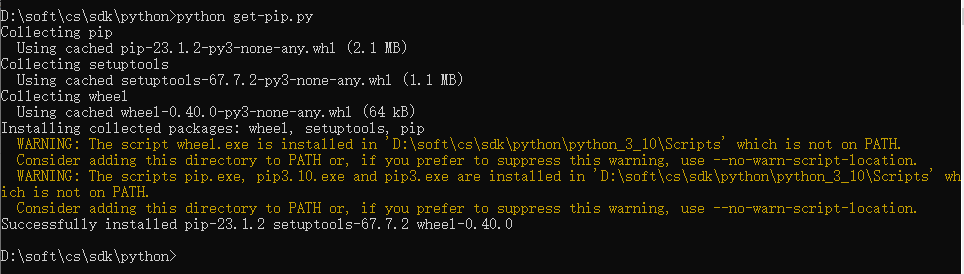 D:\soft\cs\sdk\python>python get-pip.py
Collecting pip
  Using cached pip-23.1.2-py3-none-any.whl (2.1 MB)
Collecting setuptools
  Using cached setuptools-67.7.2-py3-none-any.whl (1.1 MB)
Collecting wheel
  Using cached wheel-0.40.0-py3-none-any.whl (64 kB)
Installing collected packages: wheel, setuptools, pip
  WARNING: The script wheel.exe is installed in 'D:\soft\cs\sdk\python\python_3_10\Scripts' which is not on PATH.
  Consider adding this directory to PATH or, if you prefer to suppress this warning, use --no-warn-script-location.
  WARNING: The scripts pip.exe, pip3.10.exe and pip3.exe are installed in 'D:\soft\cs\sdk\python\python_3_10\Scripts' wh
ich is not on PATH.
  Consider adding this directory to PATH or, if you prefer to suppress this warning, use --no-warn-script-location.
Successfully installed pip-23.1.2 setuptools-67.7.2 wheel-0.40.0
D:\soft\cs\sdk\python>